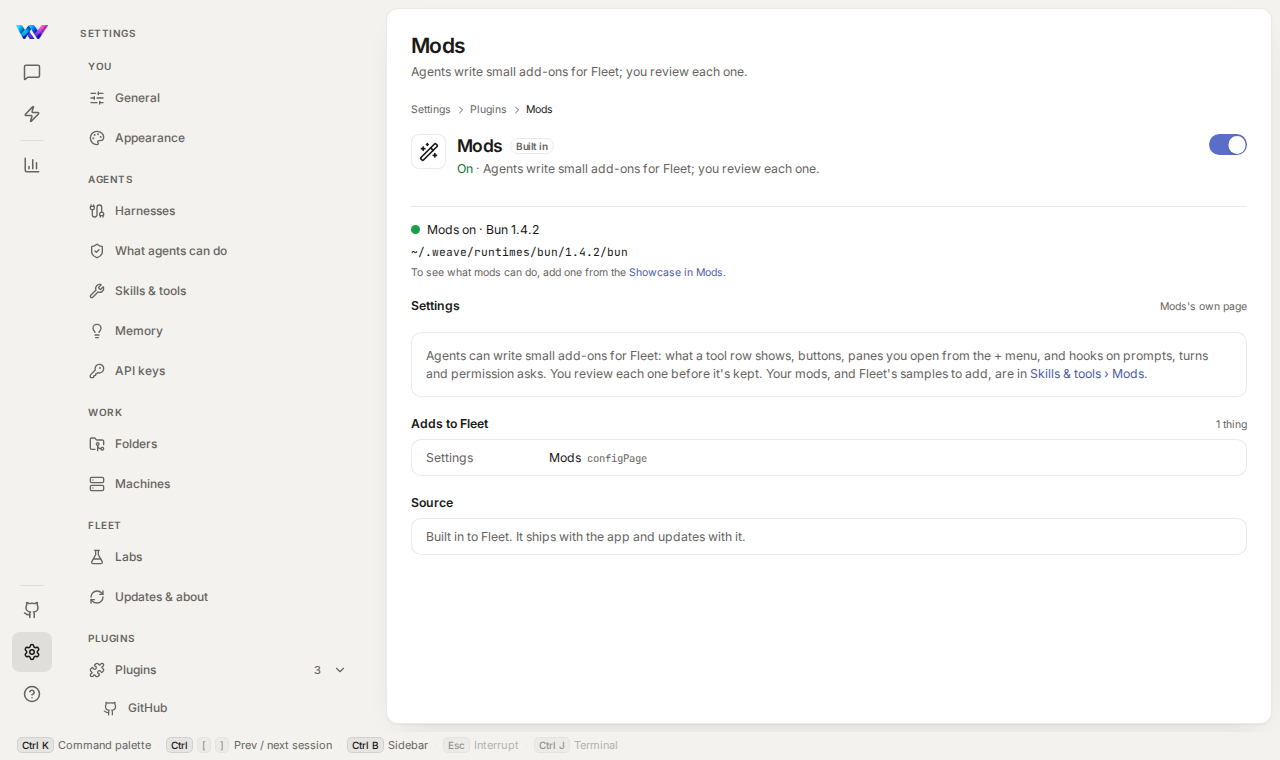 SETTINGS
YOU
General
Appearance
AGENTS
Harnesses
What agents can do
Skills & tools
Memory
API keys
WORK
Folders
Machines
FLEET
Labs
Updates & about
PLUGINS
Plugins 3
GitHub
Mods
Agents write small add-ons for Fleet; you review each one.
Settings > Plugins > Mods
Mods Built in
On · Agents write small add-ons for Fleet; you review each one.
Mods on · Bun 1.4.2
~/.weave/runtimes/bun/1.4.2/bun
To see what mods can do, add one from the Showcase in Mods.
Settings Mods's own page
Agents can write small add-ons for Fleet: what a tool row shows, buttons, panes you open from the + menu, and hooks on prompts, turns
and permission asks. You review each one before it's kept. Your mods, and Fleet's samples to add, are in Skills & tools › Mods.
Adds to Fleet 1 thing
Settings Mods configPage
Source
Built in to Fleet. It ships with the app and updates with it.
Ctrl K Command palette Ctrl [ ] Prev / next session Ctrl B Sidebar Esc Interrupt Ctrl J Terminal